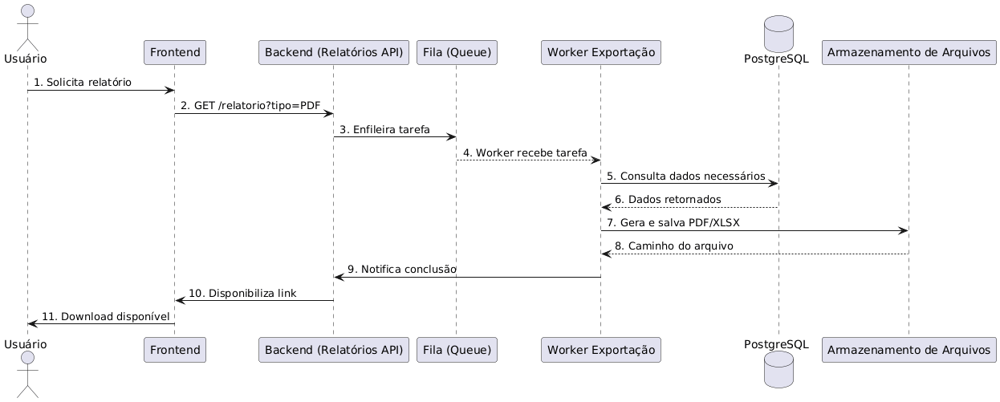 Usuário
Frontend
Backend (Relatórios API)
Fila (Queue)
Worker Exportação
PostgreSQL
Armazenamento de Arquivos
1. Solicita relatório
2. GET /relatorio?tipo=PDF
3. Enfileira tarefa
4. Worker recebe tarefa
5. Consulta dados necessários
6. Dados retornados
7. Gera e salva PDF/XLSX
8. Caminho do arquivo
9. Notifica conclusão
10. Disponibiliza link
11. Download disponível
Usuário
Frontend
Backend (Relatórios API)
Fila (Queue)
Worker Exportação
PostgreSQL
Armazenamento de Arquivos